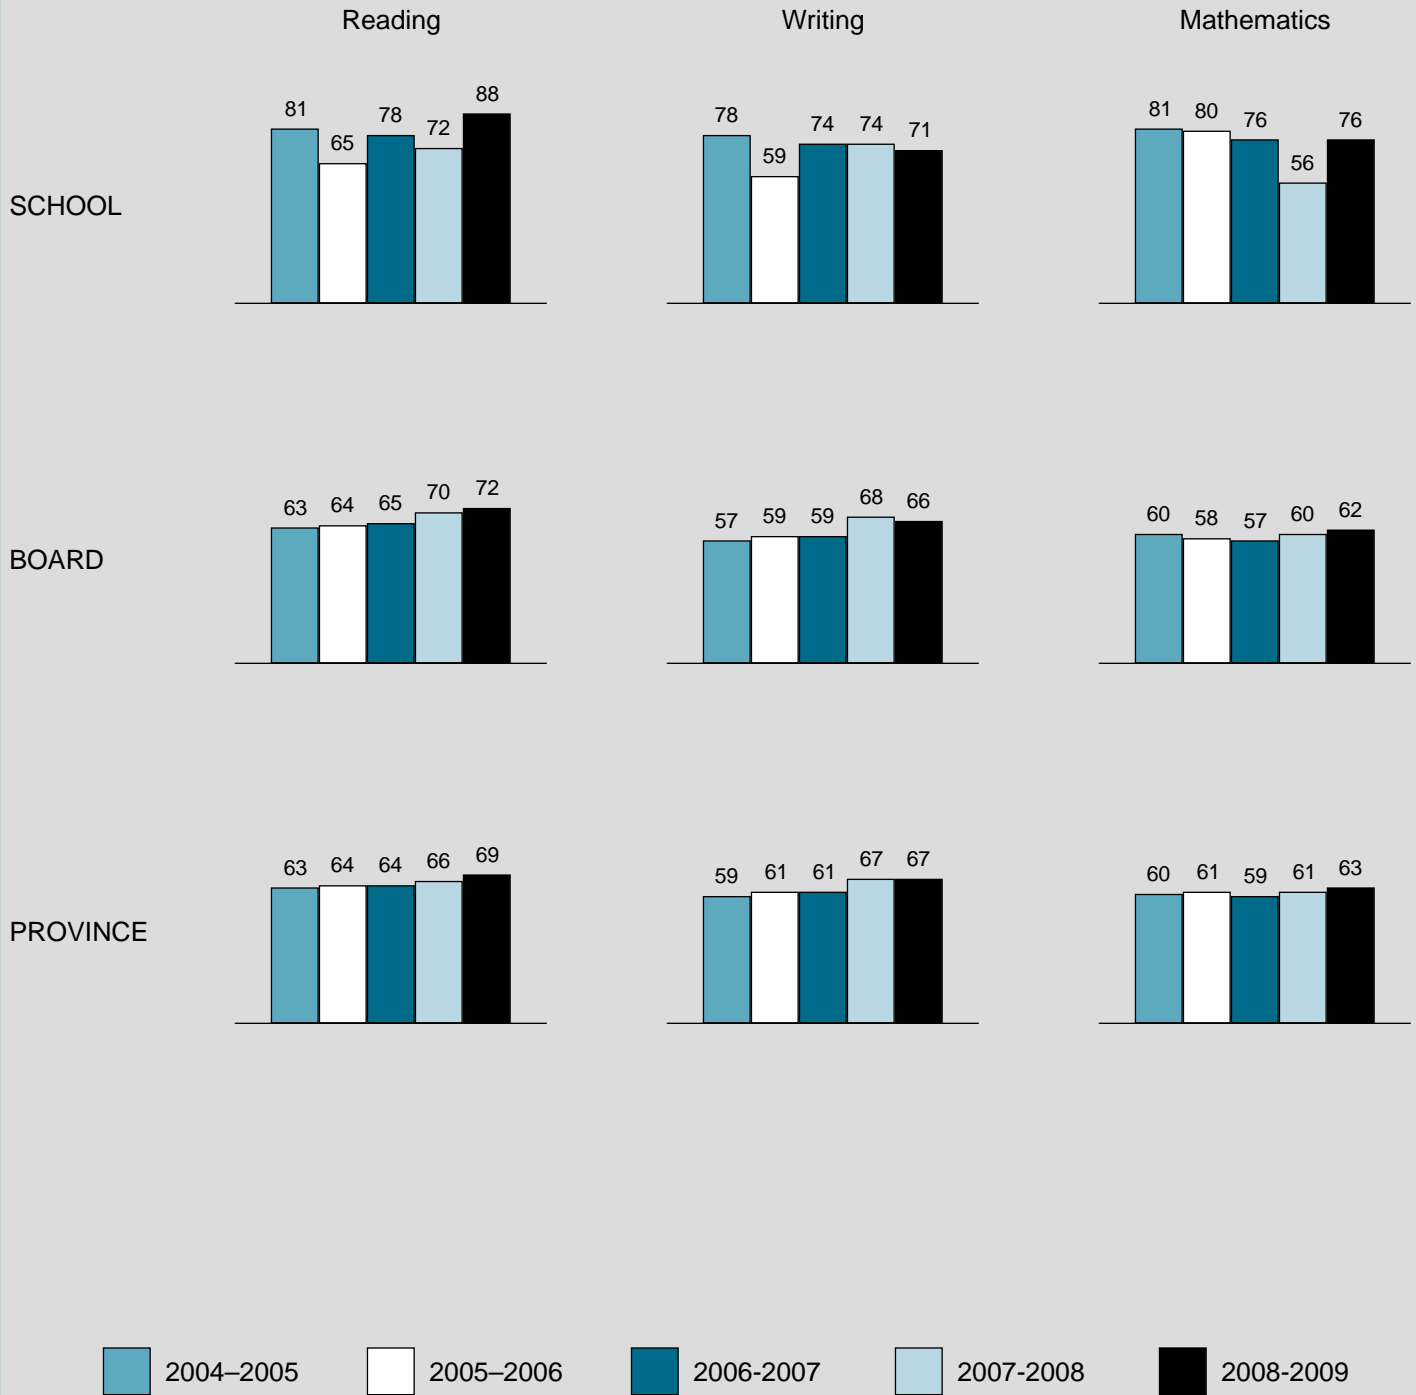 Reading Writing Mathematics
SCHOOL
81 65 78 72 88
78 59 74 74 71
81 80 76 56 76
BOARD
63 64 65 70 72
57 59 59 68 66
60 58 57 60 62
PROVINCE
63 64 64 66 69
59 61 61 67 67
60 61 59 61 63
2004–2005 2005–2006 2006-2007 2007-2008 2008-2009